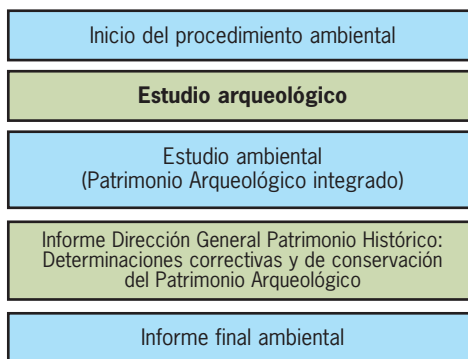 Inicio del procedimiento ambiental
Estudio arqueológico
Estudio ambiental
(Patrimonio Arqueológico integrado)
Informe Dirección General Patrimonio Histórico:
Determinaciones correctivas y de conservación
del Patrimonio Arqueológico
Informe final ambiental